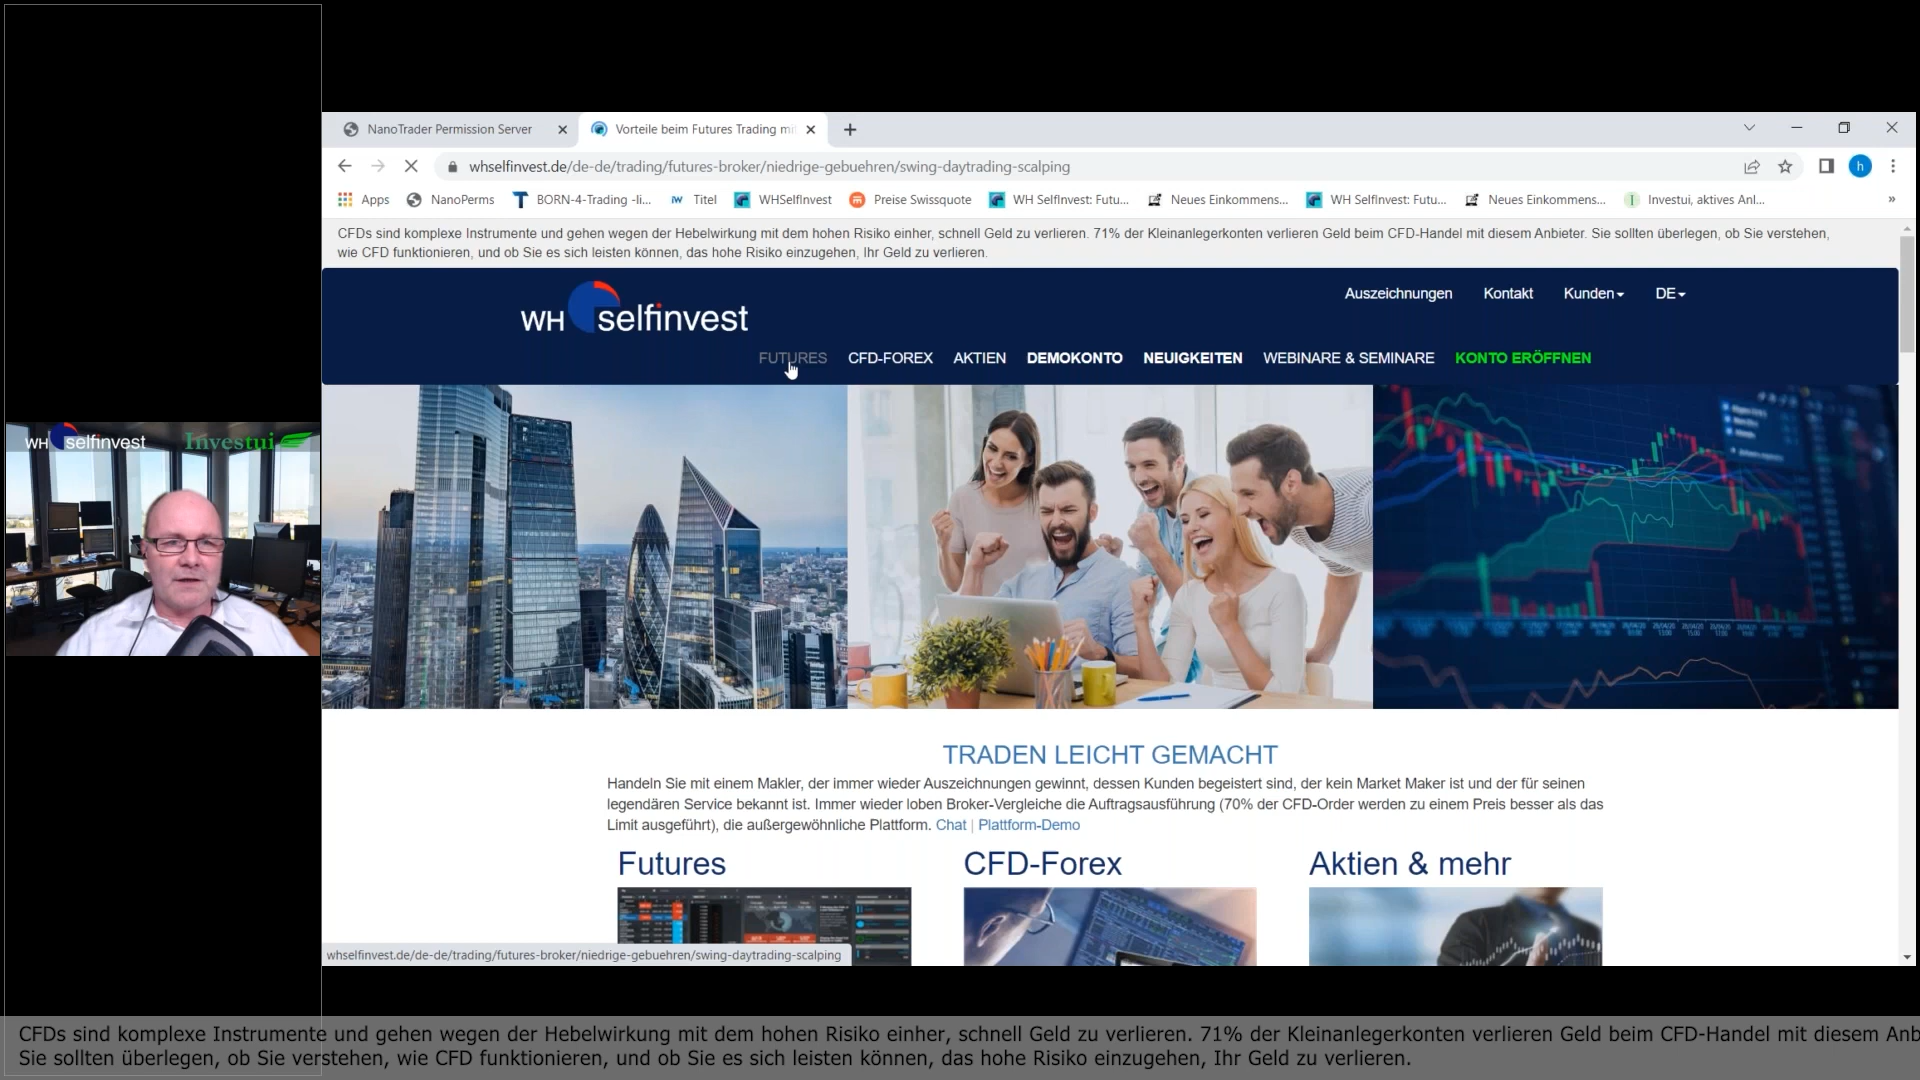 NanoTrader Permission Server
Vorteile beim Futures Trading mi
whselfinvest.de/de-de/trading/futures-broker/niedrige-gebuehren/swing-daytrading-scalping
h
Apps NanoPerms BORN-4-Trading -li... Titel WHSelfInvest Preise Swissquote WH SelfInvest: Futu... Neues Einkommens... WH SelfInvest: Futu... Neues Einkommens... Investui, aktives Anl... »
CFDs sind komplexe Instrumente und gehen wegen der Hebelwirkung mit dem hohen Risiko einher, schnell Geld zu verlieren. 71% der Kleinanlegerkonten verlieren Geld beim CFD-Handel mit diesem Anbieter. Sie sollten überlegen, ob Sie verstehen,
wie CFD funktionieren, und ob Sie es sich leisten können, das hohe Risiko einzugehen, Ihr Geld zu verlieren.
Auszeichnungen Kontakt Kunden DE
WH selfinvest
FUTURES CFD-FOREX AKTIEN DEMOKONTO NEUIGKEITEN WEBINARE & SEMINARE KONTO ERÖFFNEN
WH selfinvest Investui
TRADEN LEICHT GEMACHT
Handeln Sie mit einem Makler, der immer wieder Auszeichnungen gewinnt, dessen Kunden begeistert sind, der kein Market Maker ist und der für seinen
legendären Service bekannt ist. Immer wieder loben Broker-Vergleiche die Auftragsausführung (70% der CFD-Order werden zu einem Preis besser als das
Limit ausgeführt), die außergewöhnliche Plattform. Chat | Plattform-Demo
Futures CFD-Forex Aktien & mehr
whselfinvest.de/de-de/trading/futures-broker/niedrige-gebuehren/swing-daytrading-scalping
CFDs sind komplexe Instrumente und gehen wegen der Hebelwirkung mit dem hohen Risiko einher, schnell Geld zu verlieren. 71% der Kleinanlegerkonten verlieren Geld beim CFD-Handel mit diesem Anb
Sie sollten überlegen, ob Sie verstehen, wie CFD funktionieren, und ob Sie es sich leisten können, das hohe Risiko einzugehen, Ihr Geld zu verlieren.